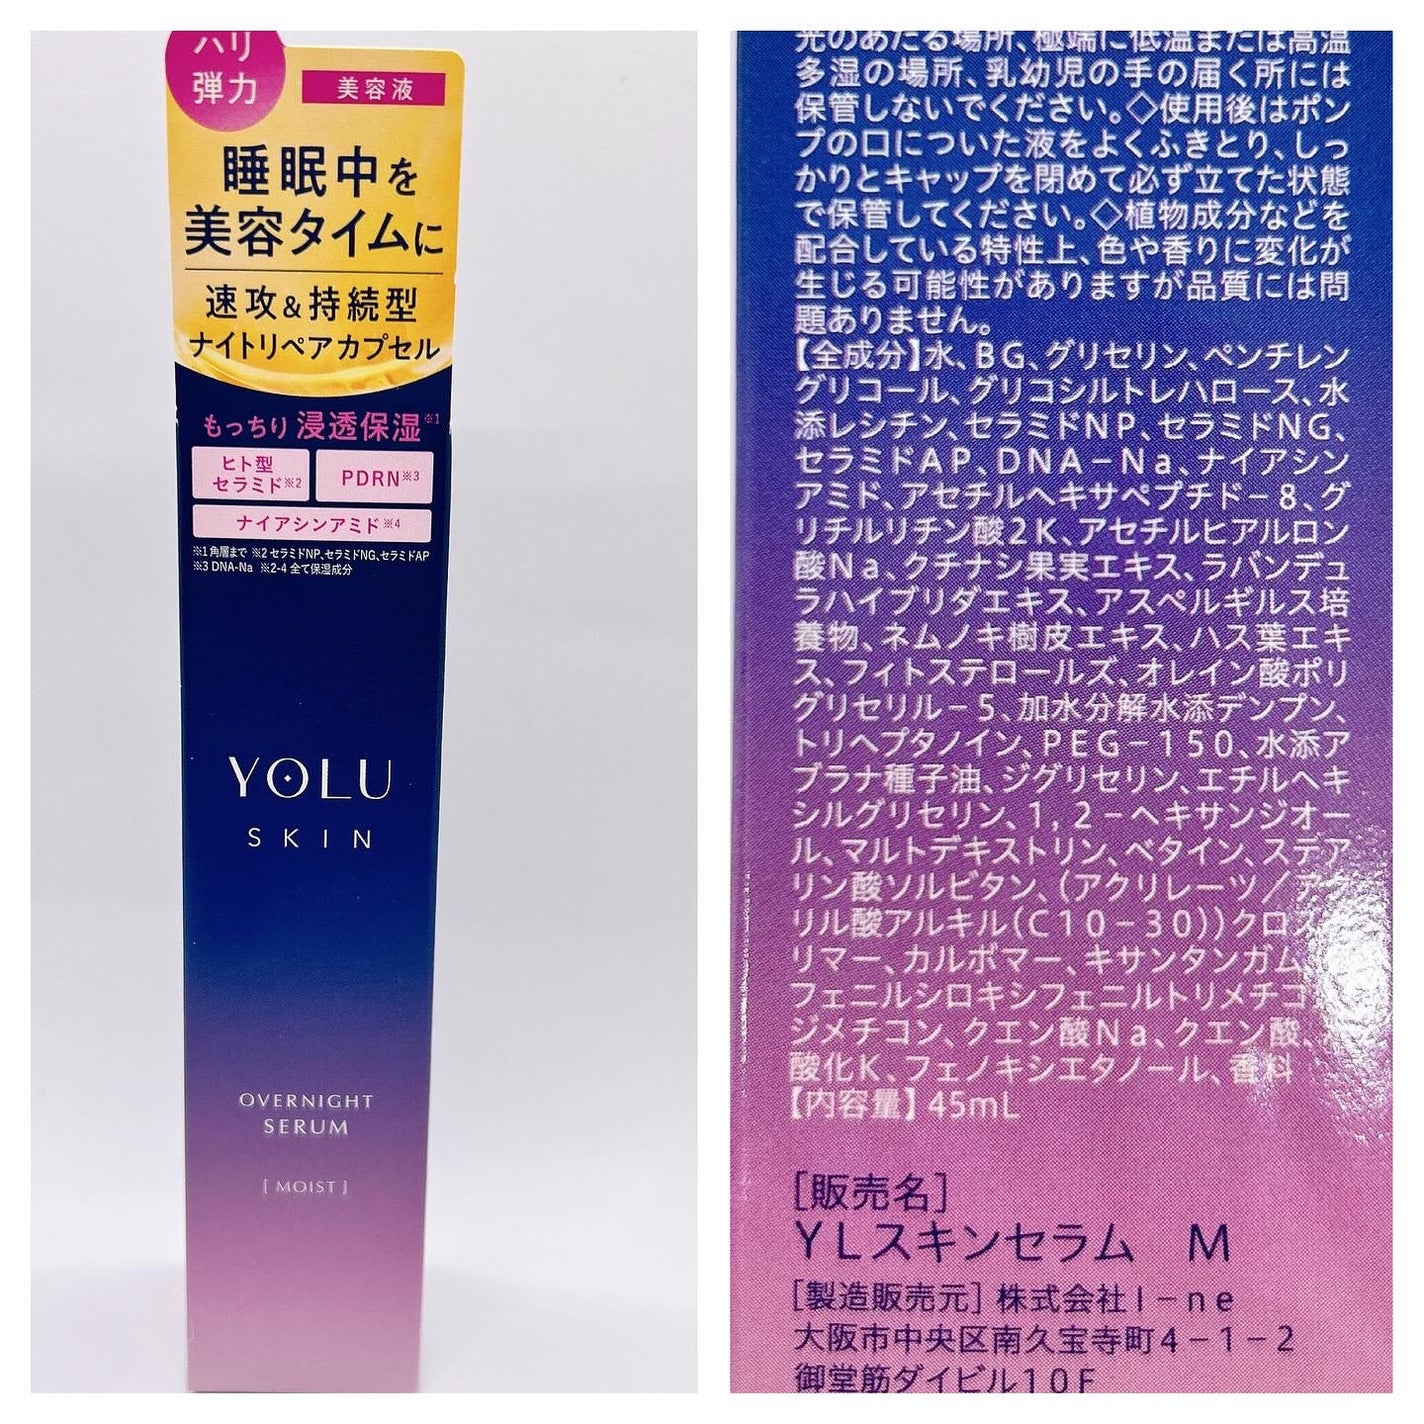 ハリ
弾力
美容液
睡眠中を
美容タイムに
速攻&持続型
ナイトリペアカプセル
もっちり浸透保湿※1
ヒト型
セラミド※2
PDRN※3
ナイアシンアミド※4
※1 角層まで ※2 セラミドNP、セラミドNG、セラミドAP
※3 DNA-Na ※2-4 全て保湿成分
YOLU
SKIN
OVERNIGHT
SERUM
[ MOIST ]
光のあたる場所、極端に低温または高温
多湿の場所、乳幼児の手の届く所には
保管しないでください。◇使用後はポン
プの口についた液をよくふきとり、しっ
かりとキャップを閉めて必ず立てた状態
で保管してください。◇植物成分などを
配合している特性上、色や香りに変化が
生じる可能性がありますが品質には問
題ありません。
【全成分】水、BG、グリセリン、ペンチレン
グリコール、グリコシルトレハロース、水
添レシチン、セラミドNP、セラミドNG、
セラミドAP、DNA-Na、ナイアシン
アミド、アセチルヘキサペプチド-8、グ
リチルリチン酸2K、アセチルヒアルロン
酸Na、クチナシ果実エキス、ラバンデュ
ラハイブリダエキス、アスペルギルス培
養物、ネムノキ樹皮エキス、ハス葉エキ
ス、フィトステロールズ、オレイン酸ポリ
グリセリル-5、加水分解水添デンプン、
トリヘプタノイン、PEG-150、水添ア
ブラナ種子油、ジグリセリン、エチルヘキ
シルグリセリン、1,2-ヘキサンジオー
ル、マルトデキストリン、ベタイン、ステア
リン酸ソルビタン、(アクリレーツ/アク
リル酸アルキル(C10-30))クロス
リマー、カルボマー、キサンタンガム
フェニルシロキシフェニルトリメチコ
ジメチコン、クエン酸Na、クエン酸、
酸化K、フェノキシエタノール、香料
【内容量】45mL
[販売名]
YLスキンセラム M
[製造販売元]株式会社I-ne
大阪市中央区南久宝寺町4-1-2
御堂筋ダイビル10F